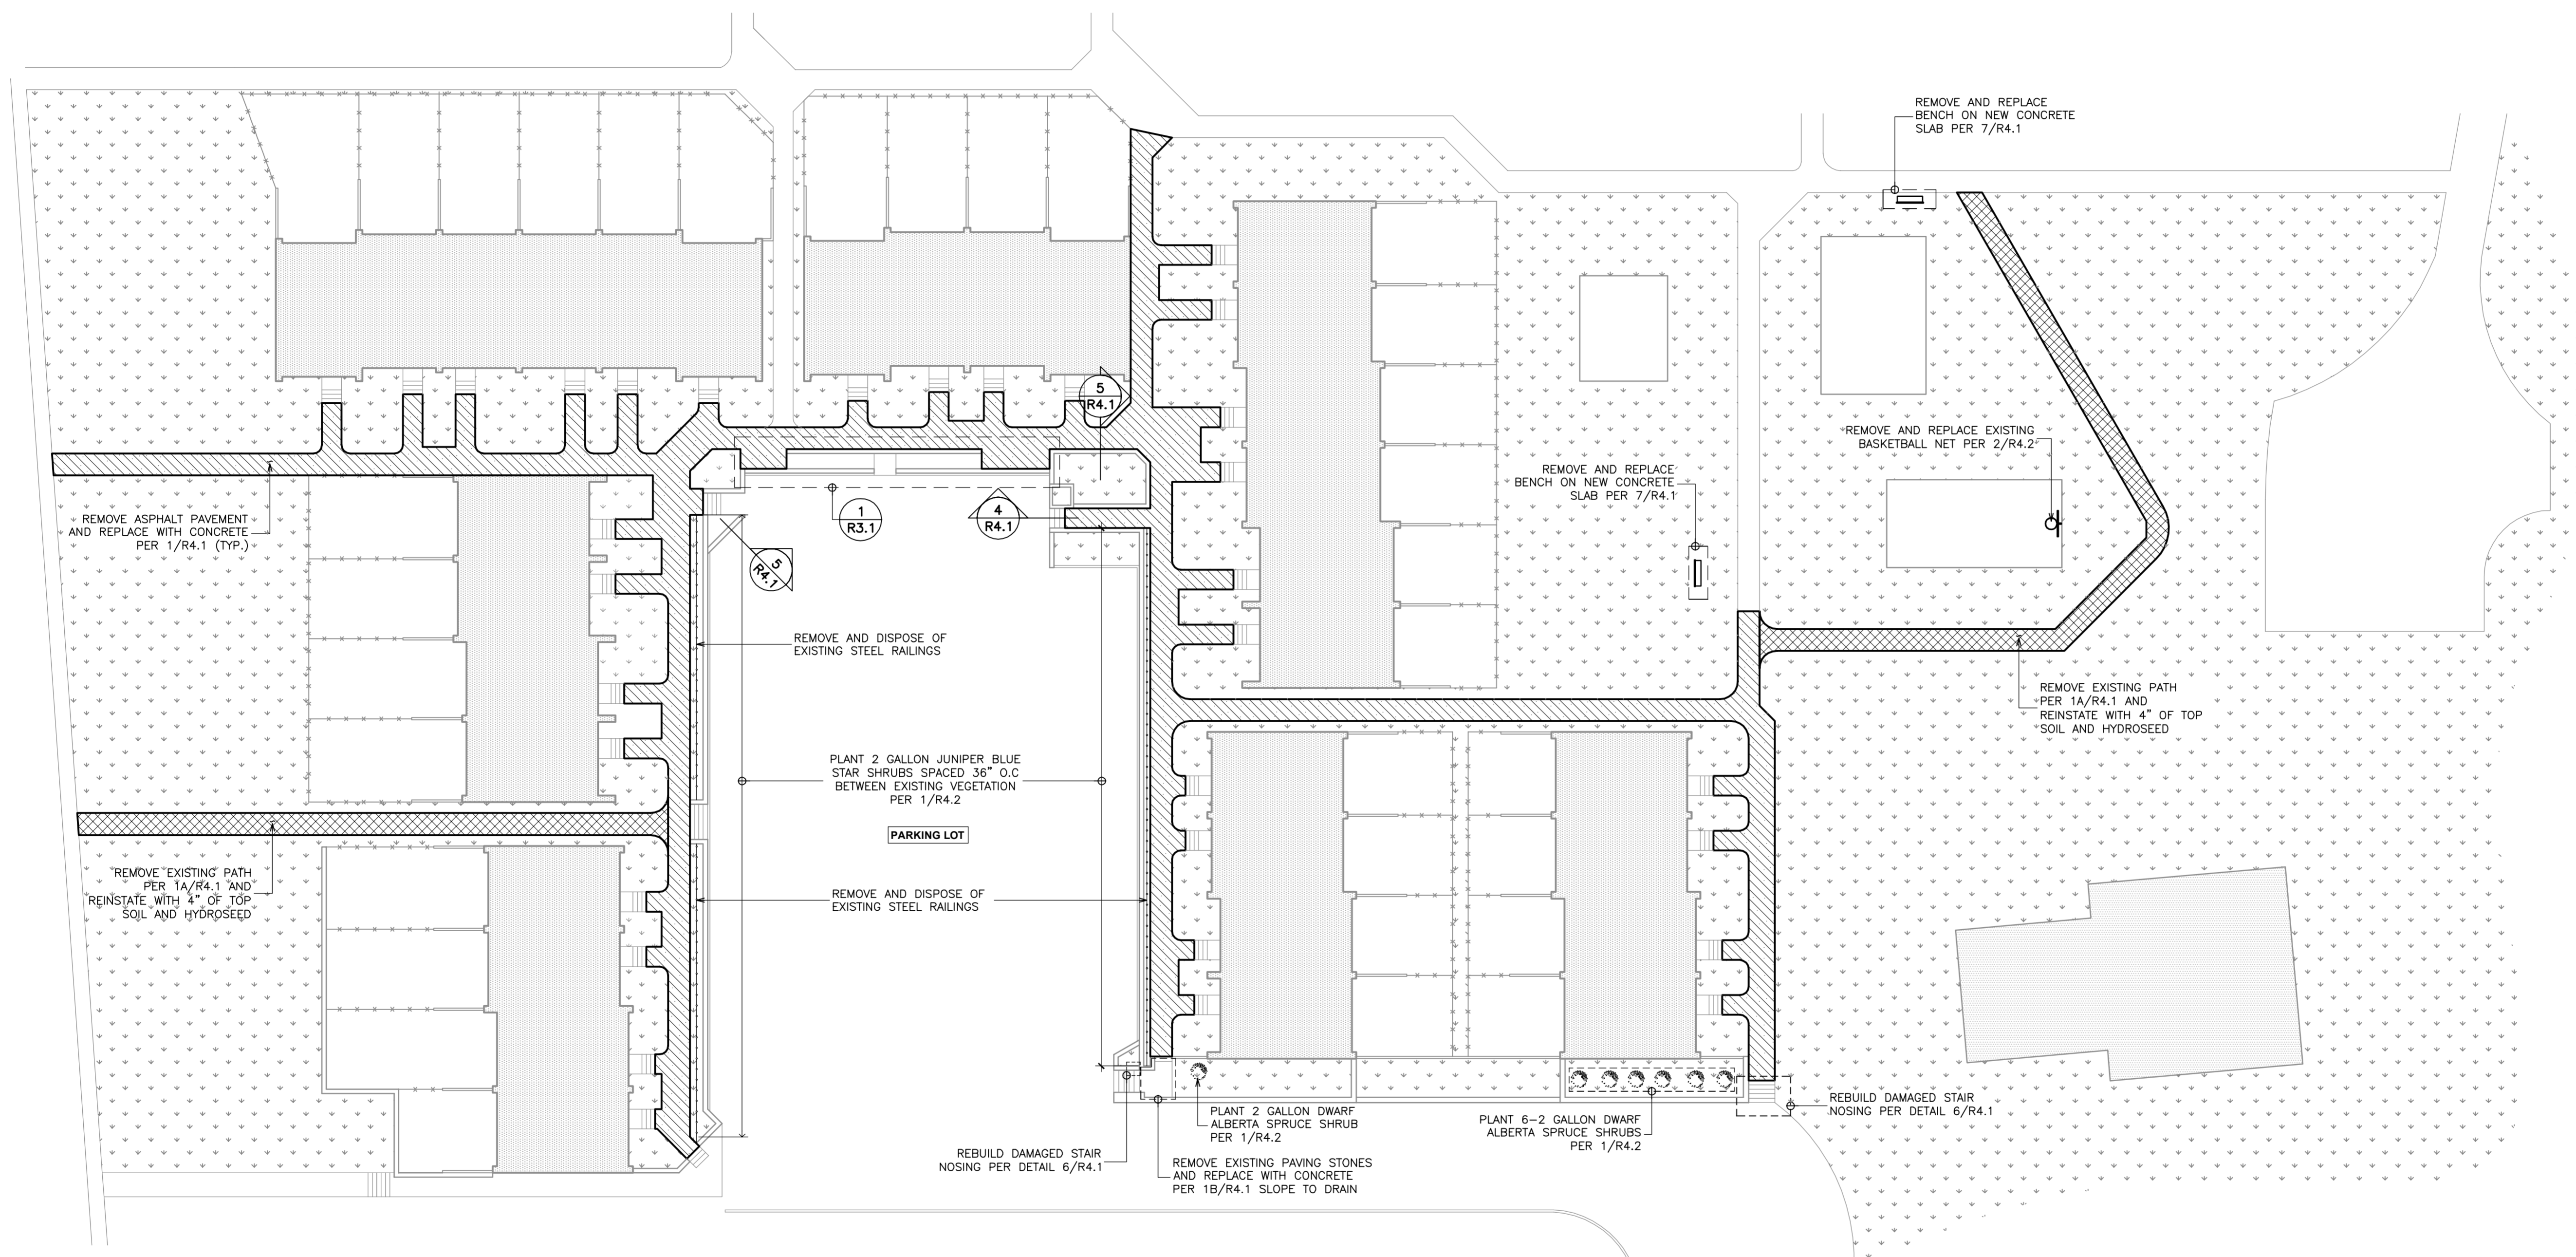 REMOVE AND REPLACE
BENCH ON NEW CONCRETE
SLAB PER 7/R4.1
5
R4.1
REMOVE AND REPLACE EXISTING
BASKETBALL NET PER 2/R4.2
REMOVE AND REPLACE
BENCH ON NEW CONCRETE
SLAB PER 7/R4.1
REMOVE ASPHALT PAVEMENT
AND REPLACE WITH CONCRETE
PER 1/R4.1 (TYP.)
1
R3.1
4
R4.1
5
R4.1
REMOVE AND DISPOSE OF
EXISTING STEEL RAILINGS
REMOVE EXISTING PATH
PER 1A/R4.1 AND
REINSTATE WITH 4" OF TOP
SOIL AND HYDROSEED
PLANT 2 GALLON JUNIPER BLUE
STAR SHRUBS SPACED 36" O.C
BETWEEN EXISTING VEGETATION
PER 1/R4.2
PARKING LOT
REMOVE EXISTING PATH
PER 1A/R4.1 AND
REINSTATE WITH 4" OF TOP
SOIL AND HYDROSEED
REMOVE AND DISPOSE OF
EXISTING STEEL RAILINGS
REBUILD DAMAGED STAIR
NOSING PER DETAIL 6/R4.1
PLANT 2 GALLON DWARF
ALBERTA SPRUCE SHRUB
PER 1/R4.2
PLANT 6-2 GALLON DWARF
ALBERTA SPRUCE SHRUBS
PER 1/R4.2
REBUILD DAMAGED STAIR
NOSING PER DETAIL 6/R4.1
REMOVE EXISTING PAVING STONES
AND REPLACE WITH CONCRETE
PER 1B/R4.1 SLOPE TO DRAIN